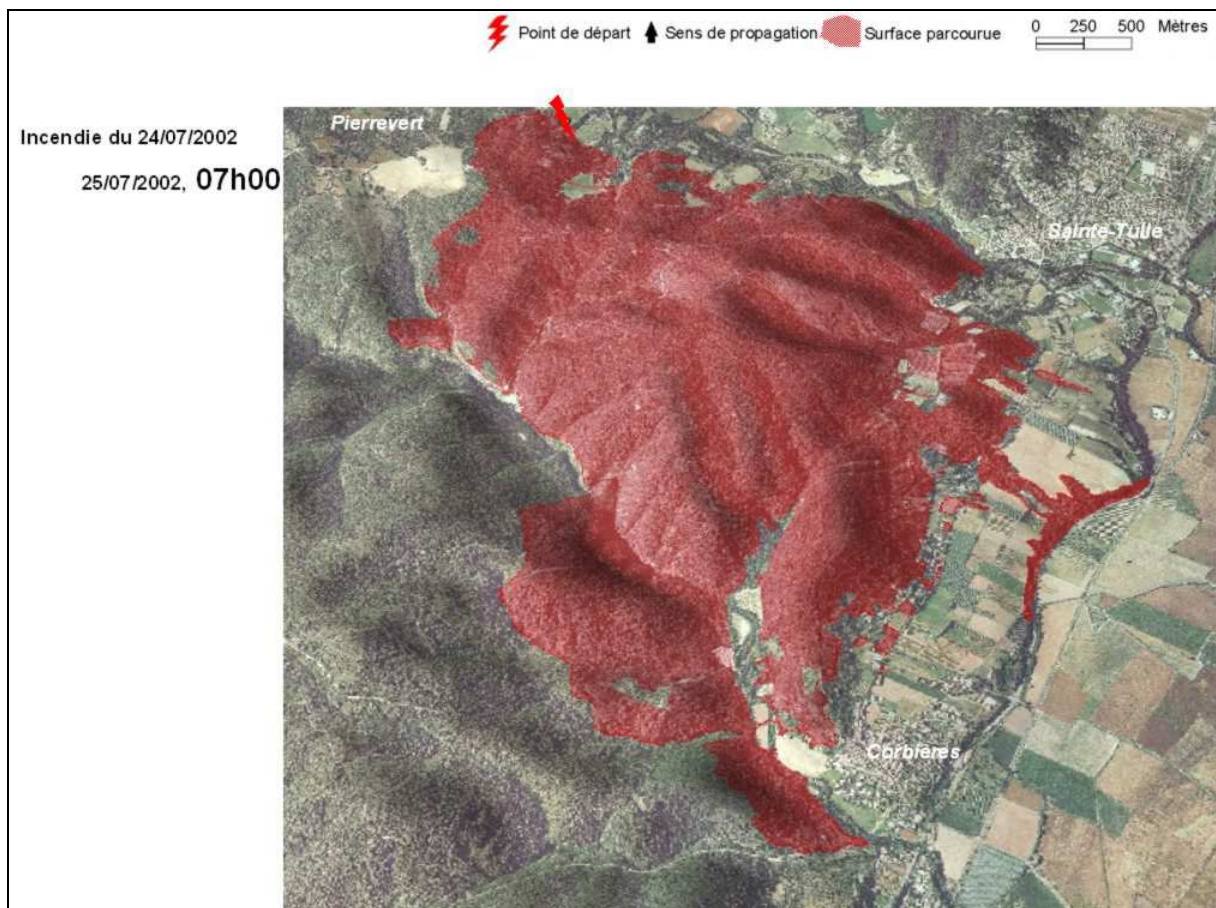 Point de départ Sens de propagation Surface parcourue 0 250 500 Mètres
Pierrevert
Incendie du 24/07/2002
25/07/2002, 07h00
Sainte-Tulle
Corbières